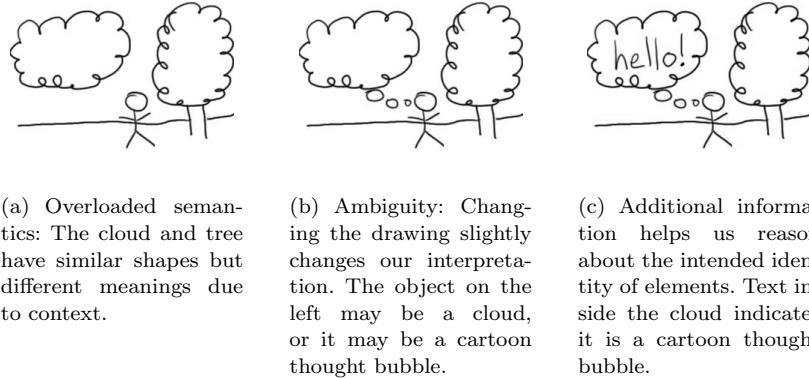 hello!
(a) Overloaded seman-
tics: The cloud and tree
have similar shapes but
different meanings due
to context.
(b) Ambiguity: Chang-
ing the drawing slightly
changes our interpreta-
tion. The object on the
left may be a cloud,
or it may be a cartoon
thought bubble.
(c) Additional informa
tion helps us reason
about the intended iden
tity of elements. Text in
side the cloud indicate
it is a cartoon though
bubble.